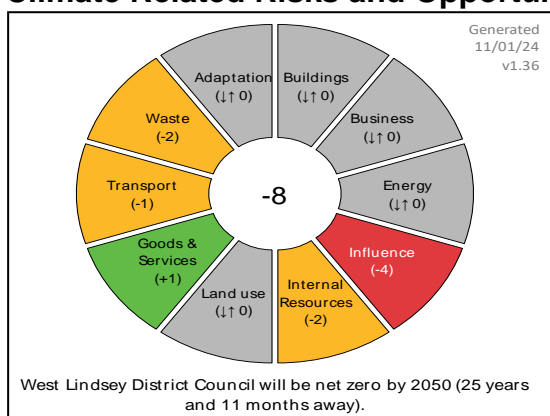 Generated
11/01/24
v1.36
Adaptation
(↓↑ 0)
Buildings
(↓↑ 0)
Business
(↓↑ 0)
Energy
(↓↑ 0)
Influence
(-4)
Internal
Resources
(-2)
Land use
(↓↑ 0)
Goods &
Services
(+1)
Transport
(-1)
Waste
(-2)
-8
West Lindsey District Council will be net zero by 2050 (25 years
and 11 months away).